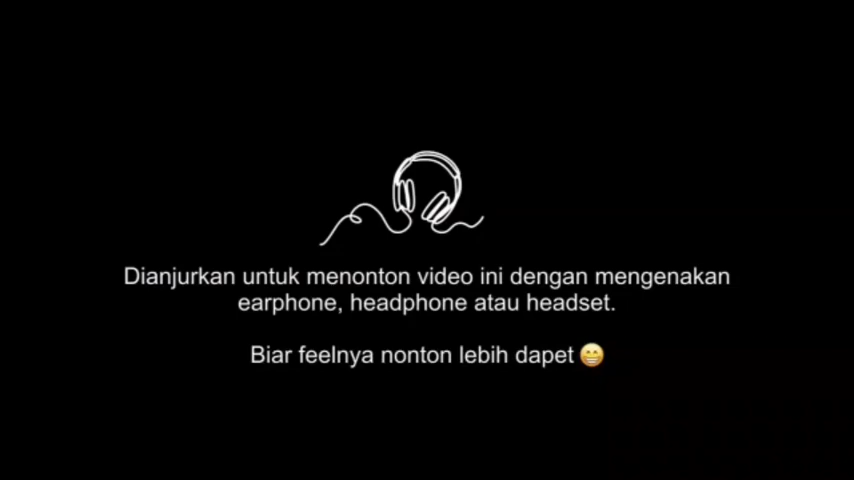 Dianjurkan untuk menonton video ini dengan mengenakan
earphone, headphone atau headset.
Biar feelnya nonton lebih dapet 😁